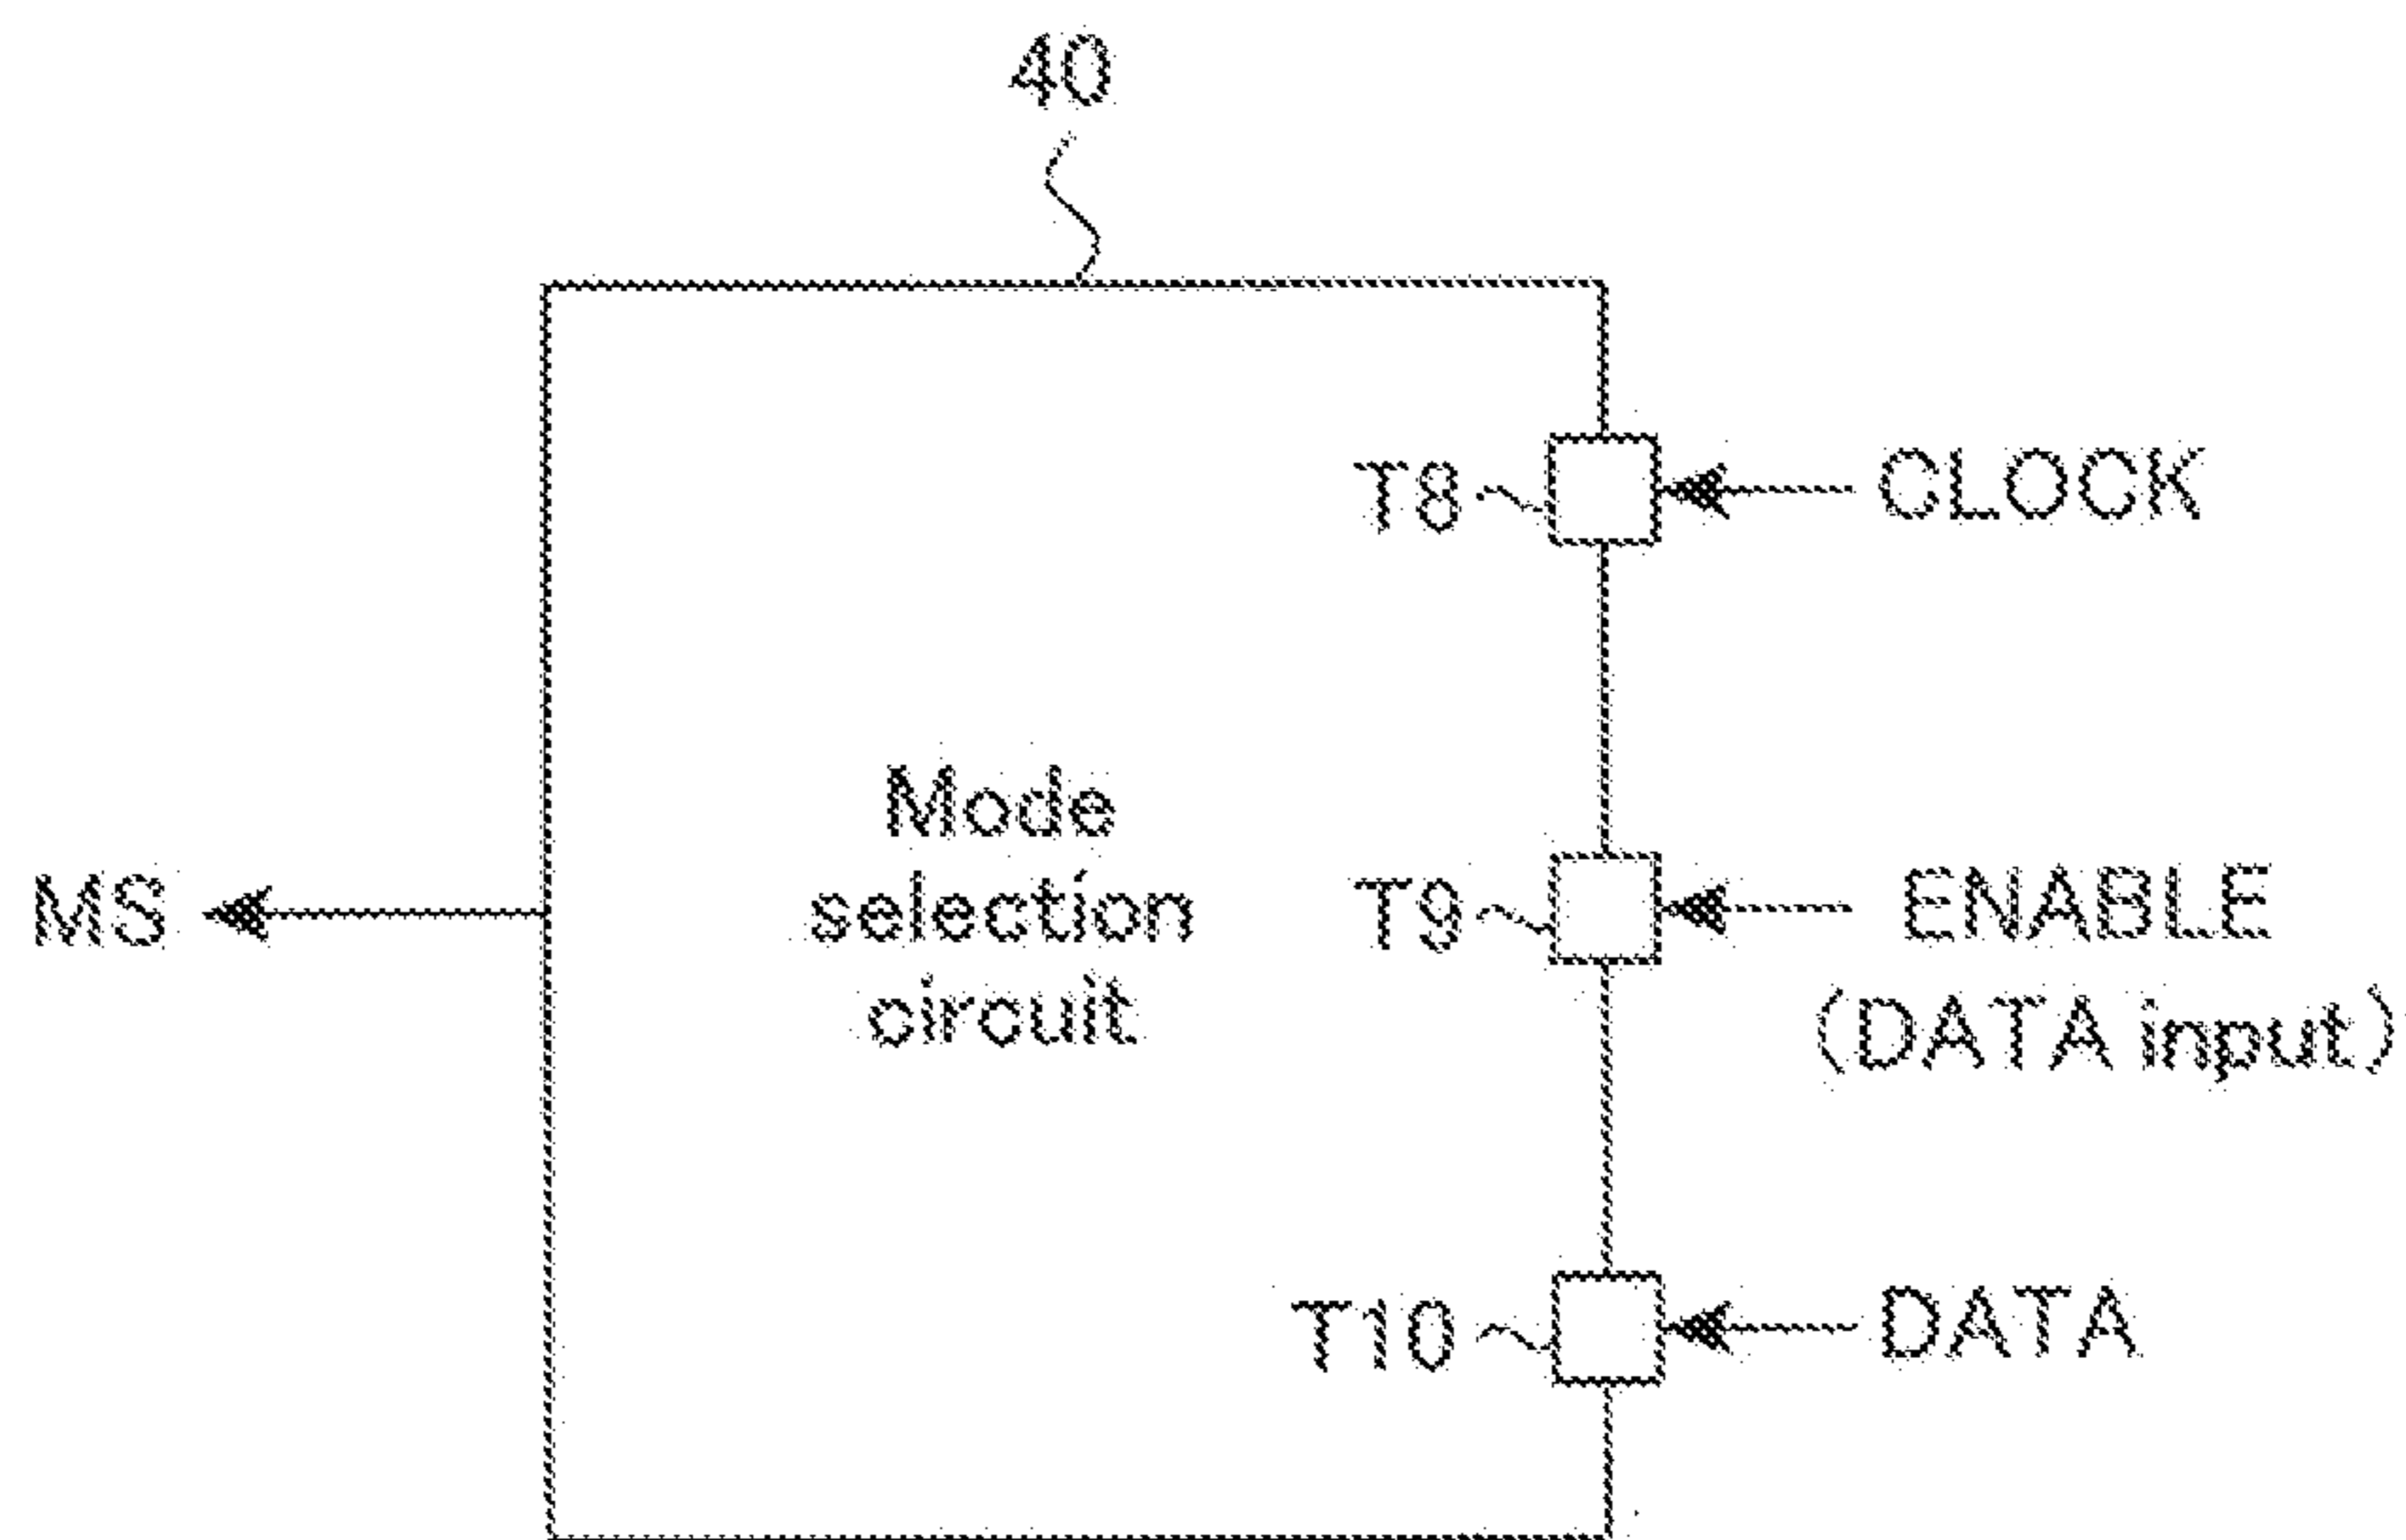 40
T8
CLOCK
Mode
selection
circuit
MS
T9
ENABLE
(DATA input)
T10
DATA